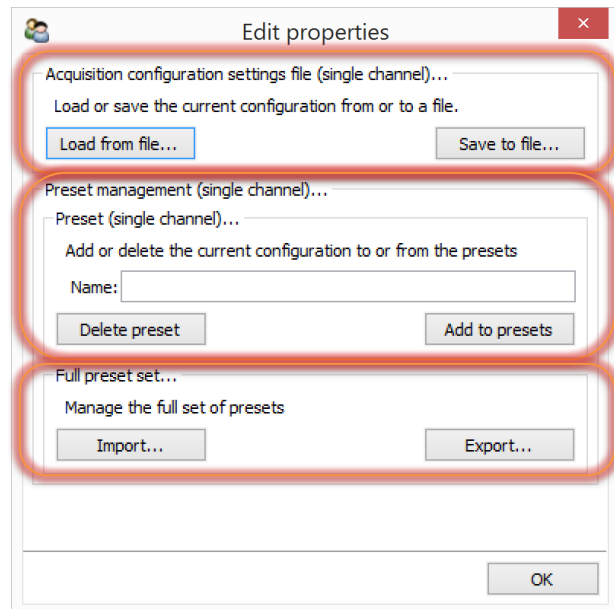 Edit properties
Acquisition configuration settings file (single channel)...
Load or save the current configuration from or to a file.
Load from file...
Save to file...
Preset management (single channel)...
Preset (single channel)...
Add or delete the current configuration to or from the presets
Name:
Delete preset
Add to presets
Full preset set...
Manage the full set of presets
Import...
Export...
OK